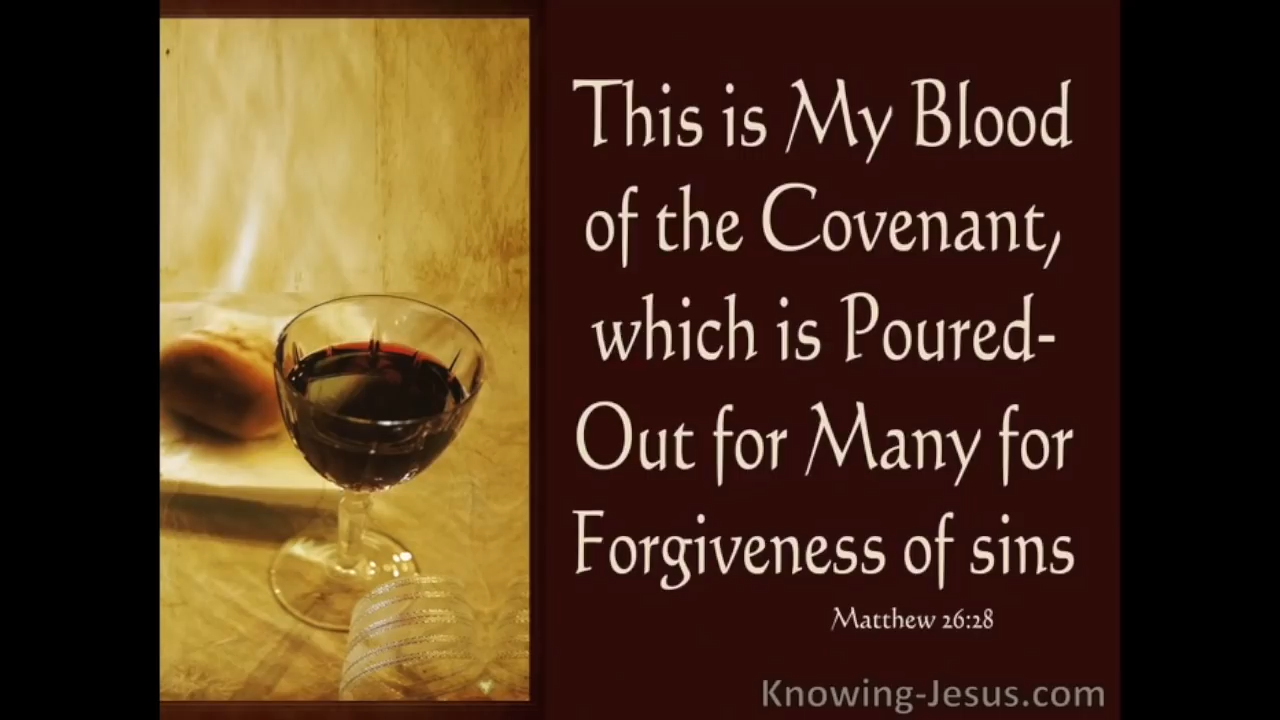 This is My Blood
of the Covenant,
which is Poured-
Out for Many for
Forgiveness of sins
Matthew 26:28
Knowing-Jesus.com